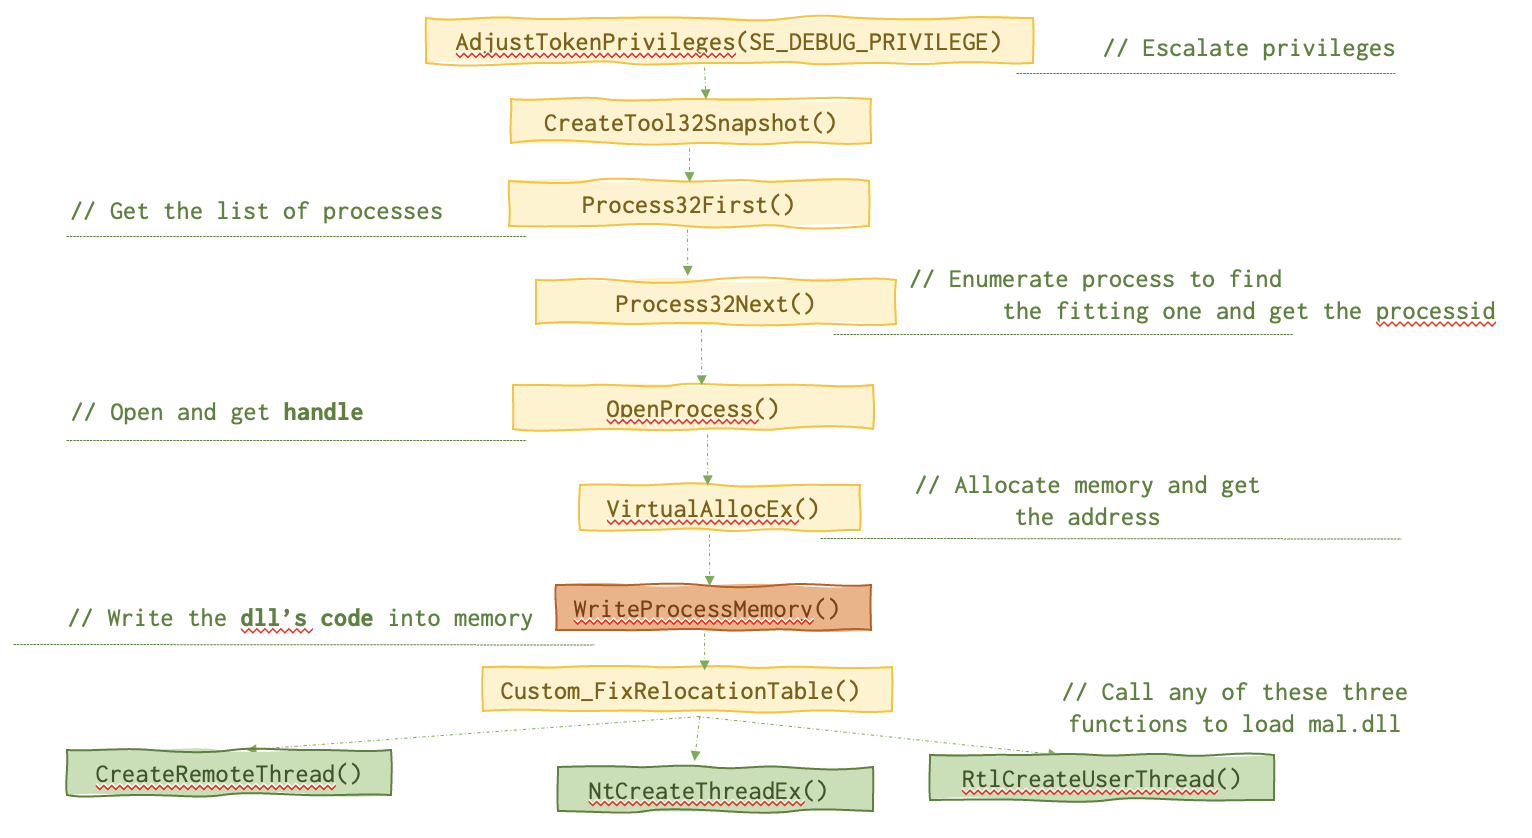 AdjustTokenPrivileges(SE_DEBUG_PRIVILEGE)
// Escalate privileges
CreateTool32Snapshot()
Process32First()
// Get the list of processes
// Enumerate process to find
the fitting one and get the processid
Process32Next()
// Open and get handle
OpenProcess()
// Allocate memory and get
the address
VirtualAllocEx()
WriteProcessMemory()
// Write the dll’s code into memory
Custom_FixRelocationTable()
// Call any of these three
functions to load mal.dll
CreateRemoteThread()
NtCreateThreadEx()
RtlCreateUserThread()